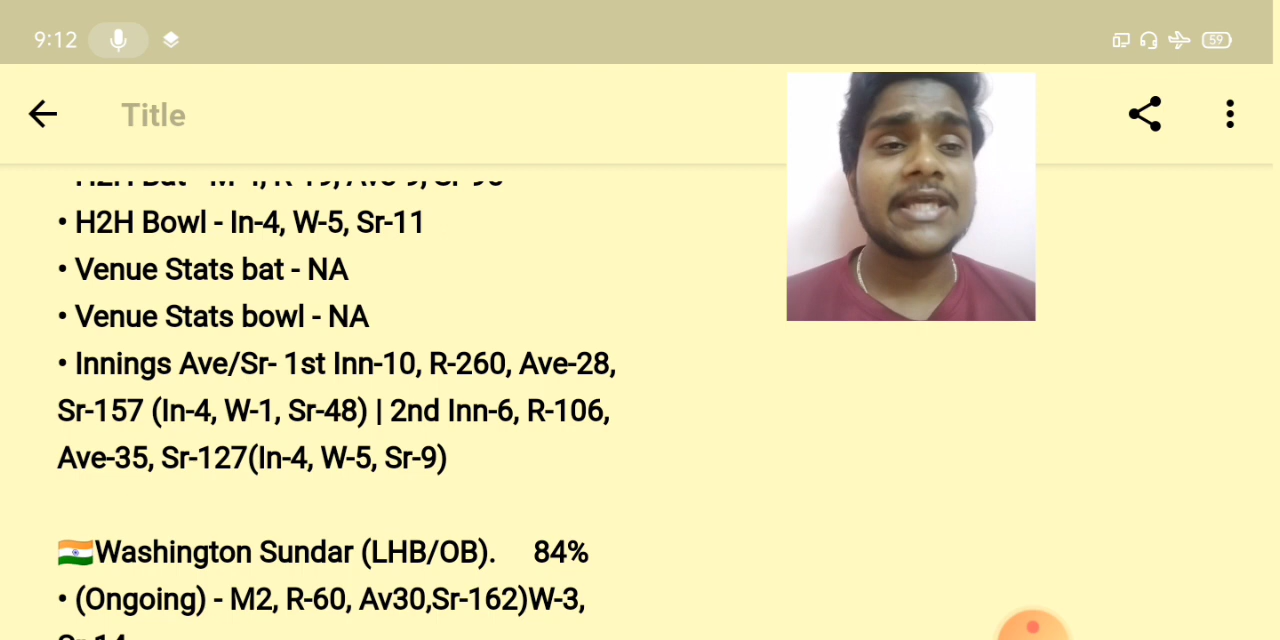 9:12
59
Title
• H2H Bowl - In-4, W-5, Sr-11
• Venue Stats bat - NA
• Venue Stats bowl - NA
• Innings Ave/Sr- 1st Inn-10, R-260, Ave-28,
Sr-157 (In-4, W-1, Sr-48) | 2nd Inn-6, R-106,
Ave-35, Sr-127(In-4, W-5, Sr-9)
🇮🇳Washington Sundar (LHB/OB). 84%
• (Ongoing) - M2, R-60, Av30,Sr-162)W-3,